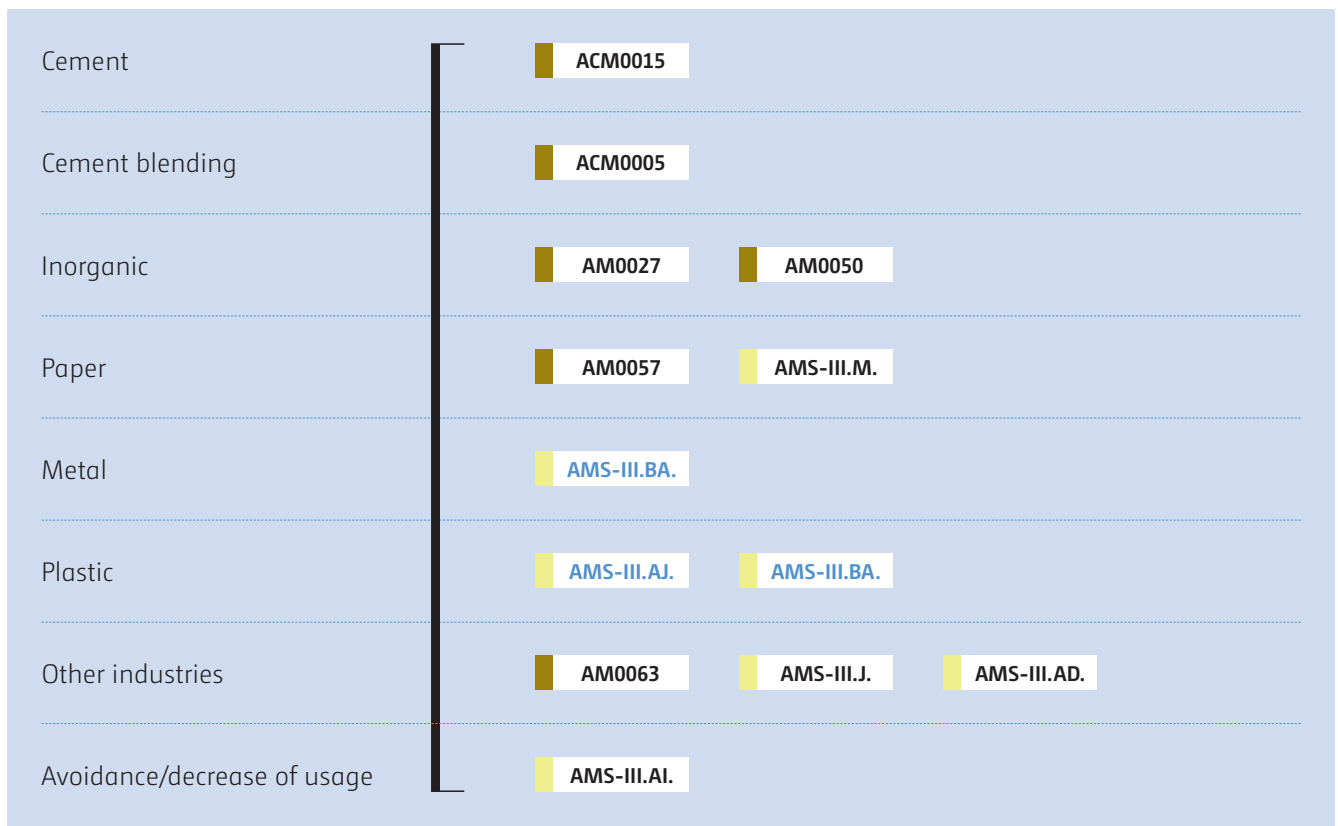 Cement ACM0015
Cement blending ACM0005
Inorganic AM0027 AM0050
Paper AM0057 AMS-III.M.
Metal AMS-III.BA.
Plastic AMS-III.AJ. AMS-III.BA.
Other industries AM0063 AMS-III.J. AMS-III.AD.
Avoidance/decrease of usage AMS-III.AI.